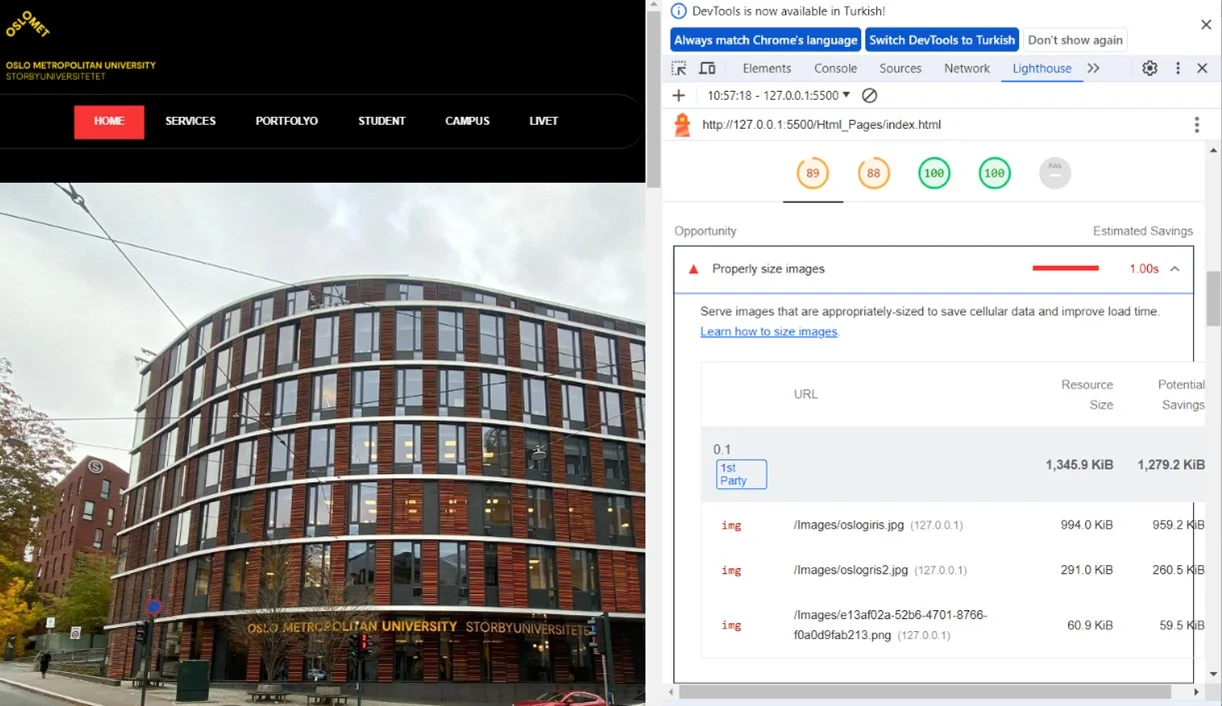 OSLOMET
OSLO METROPOLITAN UNIVERSITY
STORBYUNIVERSITETET
HOME SERVICES PORTFOLYO STUDENT CAMPUS LIVET
S
OSLO METROPOLITAN UNIVERSITY STORBYUNIVERSITETET
DevTools is now available in Turkish!
Always match Chrome's language Switch DevTools to Turkish Don't show again
Elements Console Sources Network Lighthouse
10:57:18 - 127.0.0.1:5500
http://127.0.0.1:5500/Html_Pages/index.html
89 88 100 100 PWA
Opportunity Estimated Savings
Properly size images 1.00s
Serve images that are appropriately-sized to save cellular data and improve load time.
Learn how to size images.
URL Resource Size Potential Savings
0.1
1st Party 1,345.9 KiB 1,279.2 KiB
img /Images/oslogiris.jpg (127.0.0.1) 994.0 KiB 959.2 KiB
img /Images/oslogris2.jpg (127.0.0.1) 291.0 KiB 260.5 KiB
img /Images/e13af02a-52b6-4701-8766-
f0a0d9fab213.png (127.0.0.1) 60.9 KiB 59.5 KiB